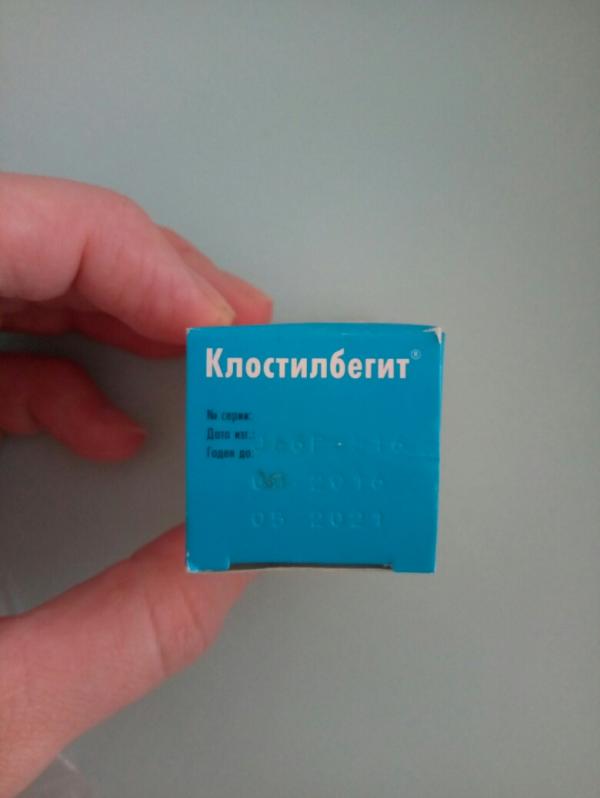 Клостилбегит®
№ серии:
Дата изг.:
Годен до:
2016
05 2021